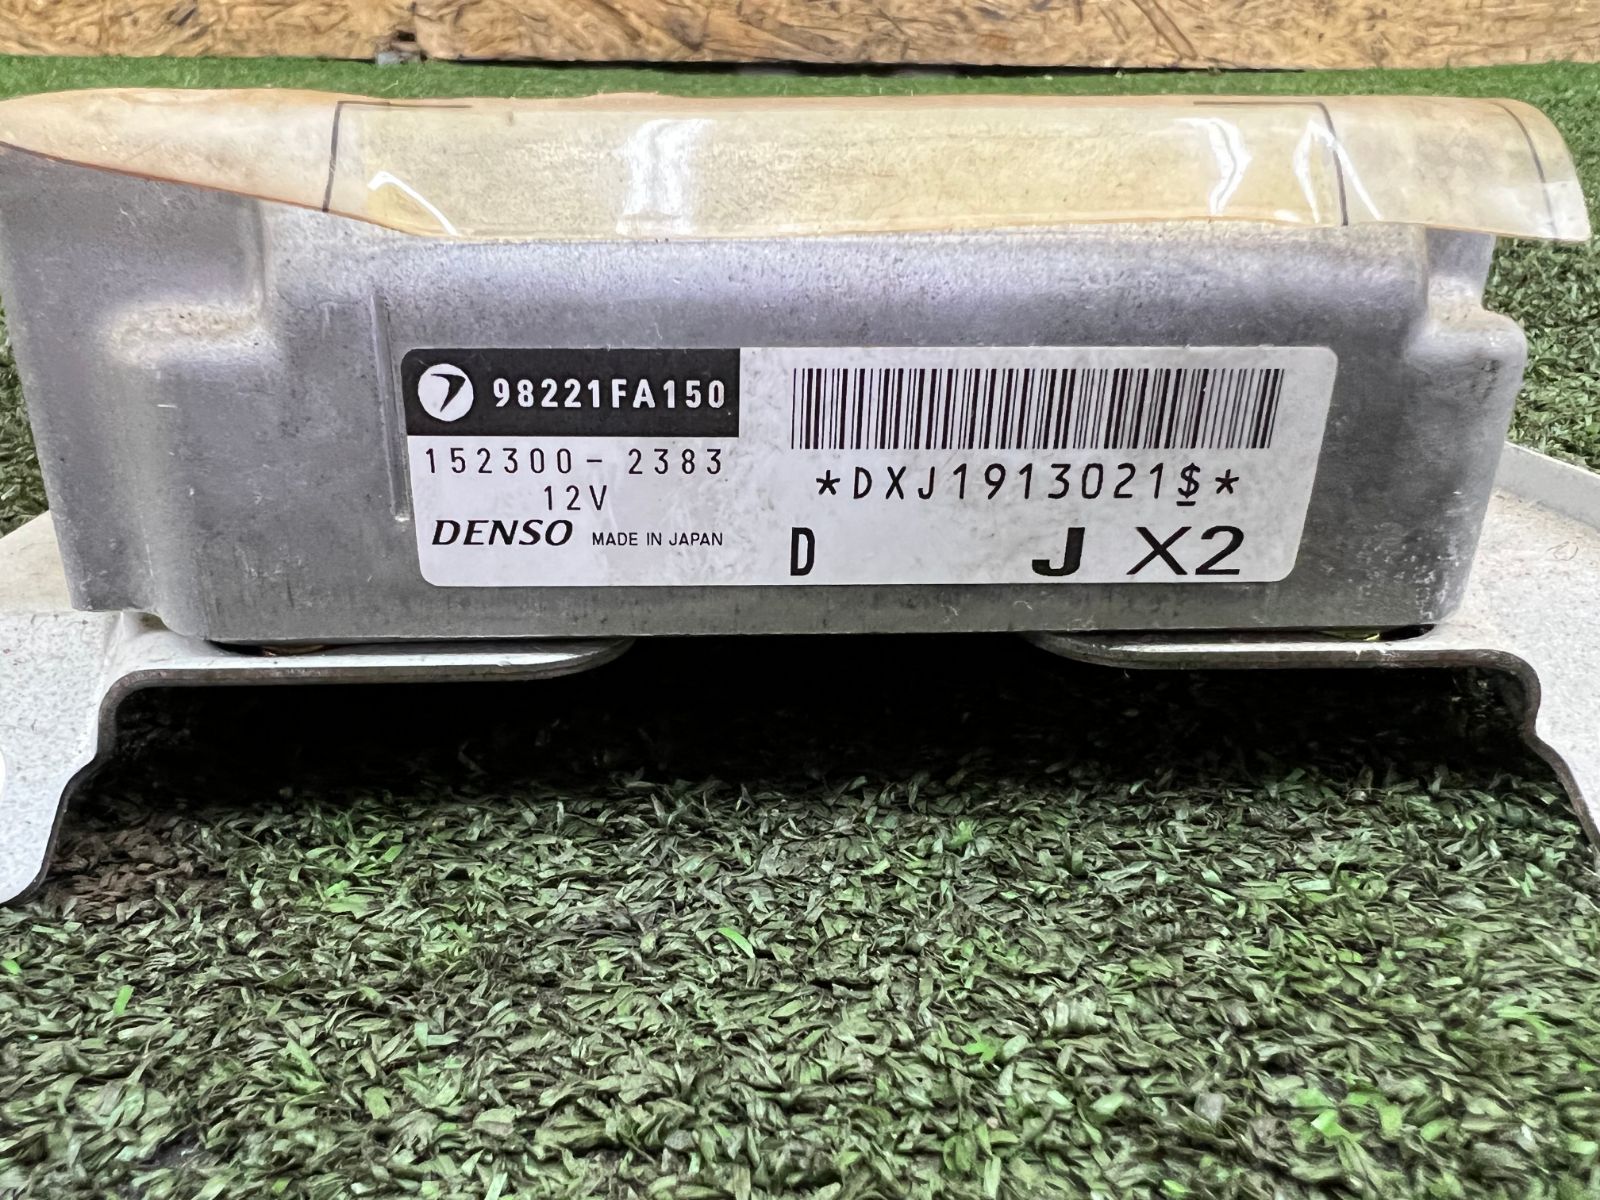 98221FA150
152300-2383
12V
DENSO MADE IN JAPAN
*DXJ1913021$*
D J X2